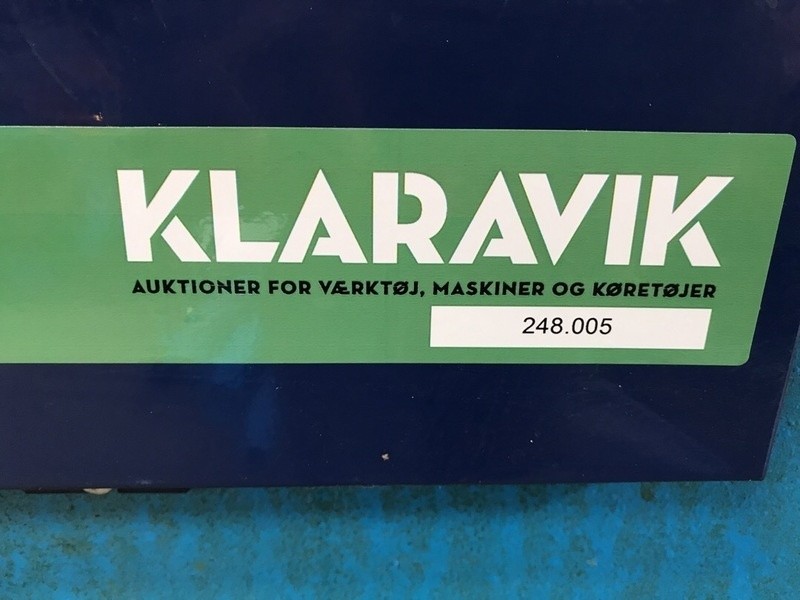 KLARAVIK
AUKTIONER FOR VÆRKTØJ, MASKINER OG KØRETØJER
248.005